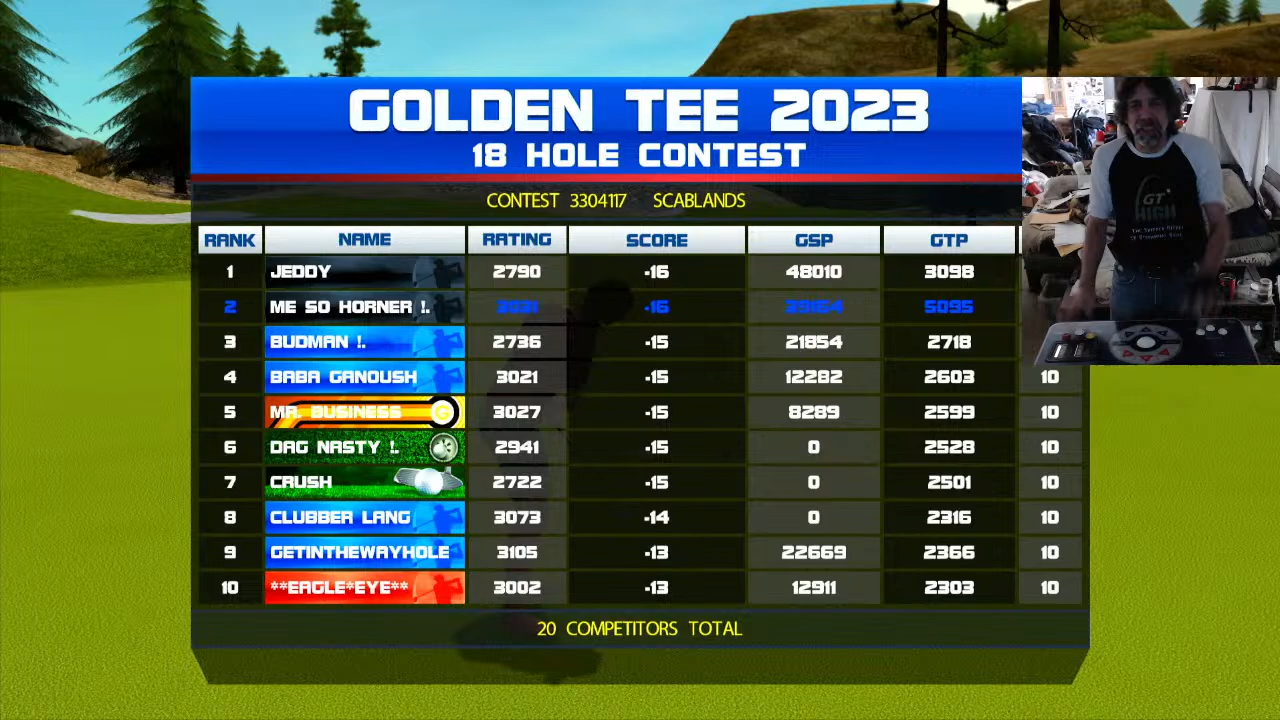 GOLDEN TEE 2023
18 HOLE CONTEST
CONTEST 3304117 SCABLANDS
RANK NAME RATING SCORE GSP GTP
1 JEDDY 2790 -16 48010 3098
2 ME SO HORNER !. 3031 -16 39164 5095
3 BUDMAN !. 2736 -15 21854 2718
4 BABA GANOUSH 3021 -15 12282 2603 10
5 MR. BUSINESS G 3027 -15 8289 2599 10
6 DAG NASTY !. 2941 -15 0 2528 10
7 CRUSH 2722 -15 0 2501 10
8 CLUBBER LANG 3073 -14 0 2316 10
9 GETINTHEWAYHOLE 3105 -13 22669 2366 10
10 **EAGLE*EYE** 3002 -13 12911 2303 10
20 COMPETITORS TOTAL
GT
HIGH